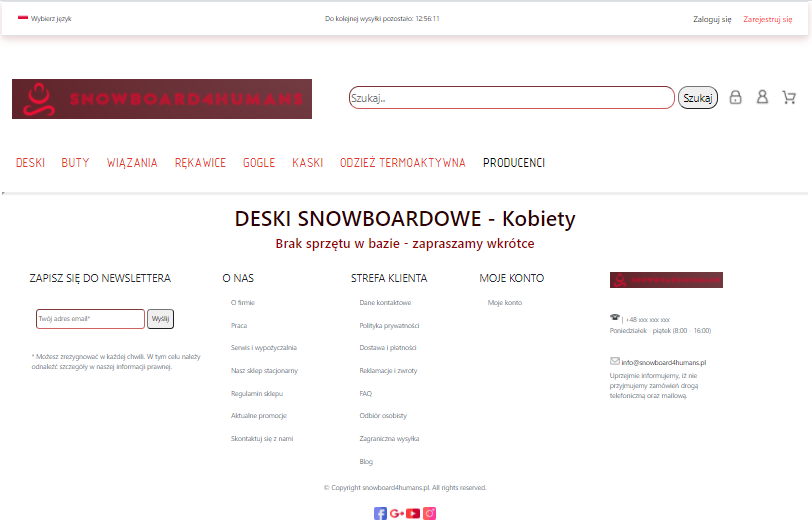 Wybierz język
Do kolejnej wysyłki pozostało: 12:56:11
Zaloguj się
Zarejestruj się
SNOWBOARD4HUMANS
Szukaj..
Szukaj
DESKI
BUTY
WIĄZANIA
RĘKAWICE
GOGLE
KASKI
ODZIEŻ TERMOAKTYWNA
PRODUCENCI
DESKI SNOWBOARDOWE - Kobiety
Brak sprzętu w bazie - zapraszamy wkrótce
ZAPISZ SIĘ DO NEWSLETTERA
Twój adres email*
Wyślij
* Możesz zrezygnować w każdej chwili. W tym celu należy
odnaleźć szczegóły w naszej informacji prawnej.
O NAS
O firmie
Praca
Serwis i wypożyczalnia
Nasz sklep stacjonarny
Regulamin sklepu
Aktualne promocje
Skontaktuj się z nami
STREFA KLIENTA
Dane kontaktowe
Polityka prywatności
Dostawa i płatności
Reklamacje i zwroty
FAQ
Odbiór osobisty
Zagraniczna wysyłka
Blog
MOJE KONTO
Moje konto
SNOWBOARD4HUMANS
| +48 xxx xxx xxx
Poniedziałek - piątek (8:00 - 16:00)
info@snowboard4humans.pl
Uprzejmie informujemy, iż nie
przyjmujemy zamówień drogą
telefoniczną oraz mailową.
© Copyright snowboard4humans.pl. All rights reserved.